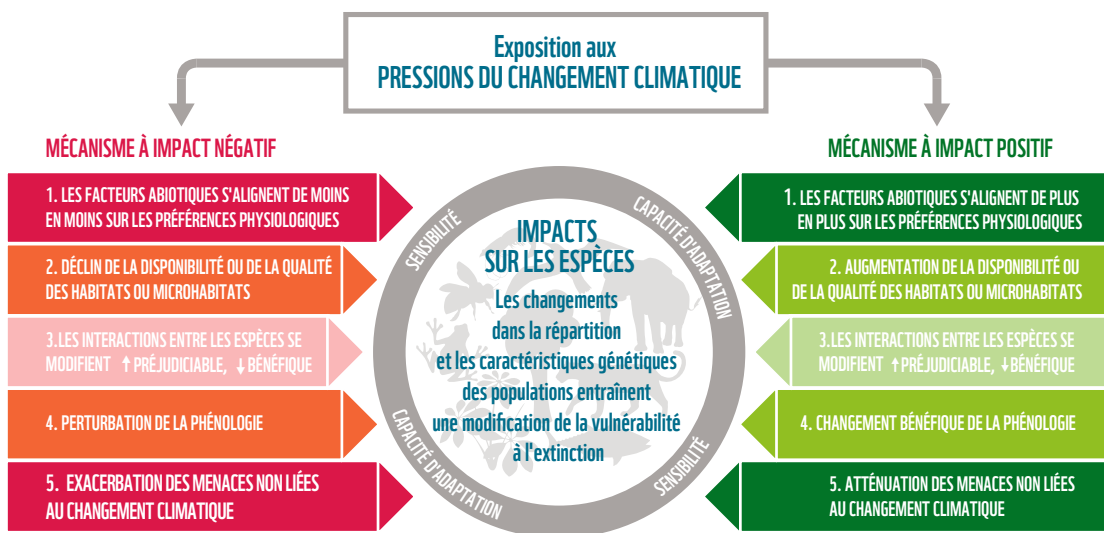 Exposition aux
PRESSIONS DU CHANGEMENT CLIMATIQUE
MÉCANISME À IMPACT NÉGATIF
1. LES FACTEURS ABIOTIQUES S'ALIGNENT DE MOINS
EN MOINS SUR LES PRÉFÉRENCES PHYSIOLOGIQUES
2. DÉCLIN DE LA DISPONIBILITÉ OU DE LA QUALITÉ
DES HABITATS OU MICROHABITATS
3.LES INTERACTIONS ENTRE LES ESPÈCES SE
MODIFIENT ↑ PRÉJUDICIABLE, ↓ BÉNÉFIQUE
4. PERTURBATION DE LA PHÉNOLOGIE
5. EXACERBATION DES MENACES NON LIÉES
AU CHANGEMENT CLIMATIQUE
SENSIBILITÉ
CAPACITÉ D'ADAPTATION
IMPACTS
SUR LES ESPÈCES
Les changements
dans la répartition
et les caractéristiques génétiques
des populations entraînent
une modification de la vulnérabilité
à l'extinction
CAPACITÉ D'ADAPTATION
SENSIBILITÉ
MÉCANISME À IMPACT POSITIF
1. LES FACTEURS ABIOTIQUES S'ALIGNENT DE PLUS
EN PLUS SUR LES PRÉFÉRENCES PHYSIOLOGIQUES
2. AUGMENTATION DE LA DISPONIBILITÉ OU
DE LA QUALITÉ DES HABITATS OU MICROHABITATS
3.LES INTERACTIONS ENTRE LES ESPÈCES SE
MODIFIENT ↑ PRÉJUDICIABLE, ↓ BÉNÉFIQUE
4. CHANGEMENT BÉNÉFIQUE DE LA PHÉNOLOGIE
5. ATTÉNUATION DES MENACES NON LIÉES
AU CHANGEMENT CLIMATIQUE